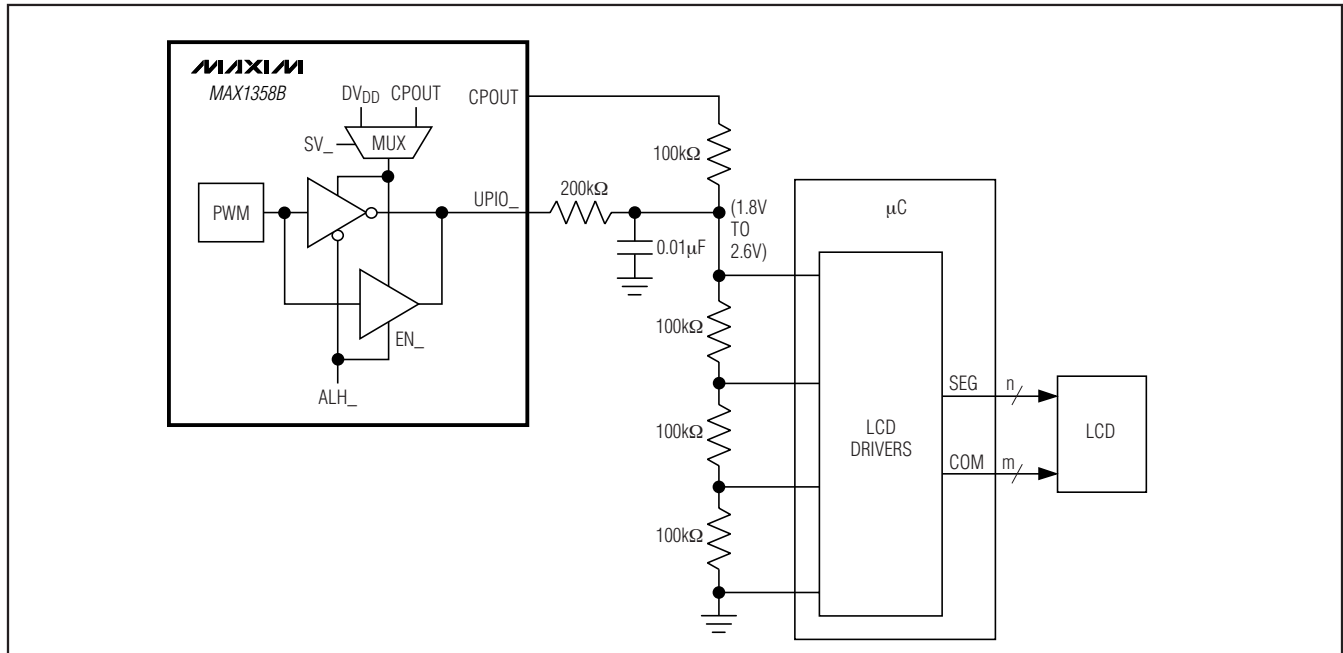 MAXIM
MAX1358B
DVDD CPOUT
CPOUT
SV_
MUX
PWM
UPIO_
EN_
ALH_
200kΩ
0.01µF
100kΩ
(1.8V
TO
2.6V)
100kΩ
100kΩ
100kΩ
µC
LCD
DRIVERS
SEG n
COM m
LCD